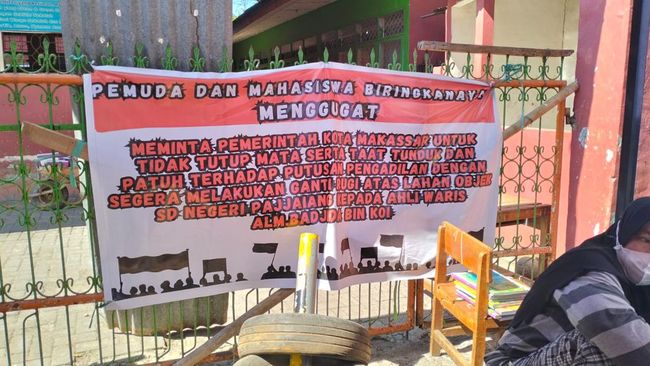 PEMUDA DAN MAHASISWA BIRINGKANAYA
MENGGUGAT
MEMINTA PEMERINTAH KOTA MAKASSAR UNTUK
TIDAK TUTUP MATA SERTA TAAT TUNDUK DAN
PATUH TERHADAP PUTUSAN PENGADILAN DENGAN
SEGERA MELAKUKAN GANTI RUGI ATAS LAHAN OBJEK
SD NEGERI PAJJAIANG KEPADA AHLI WARIS
ALM BADJDJ BIN KOI